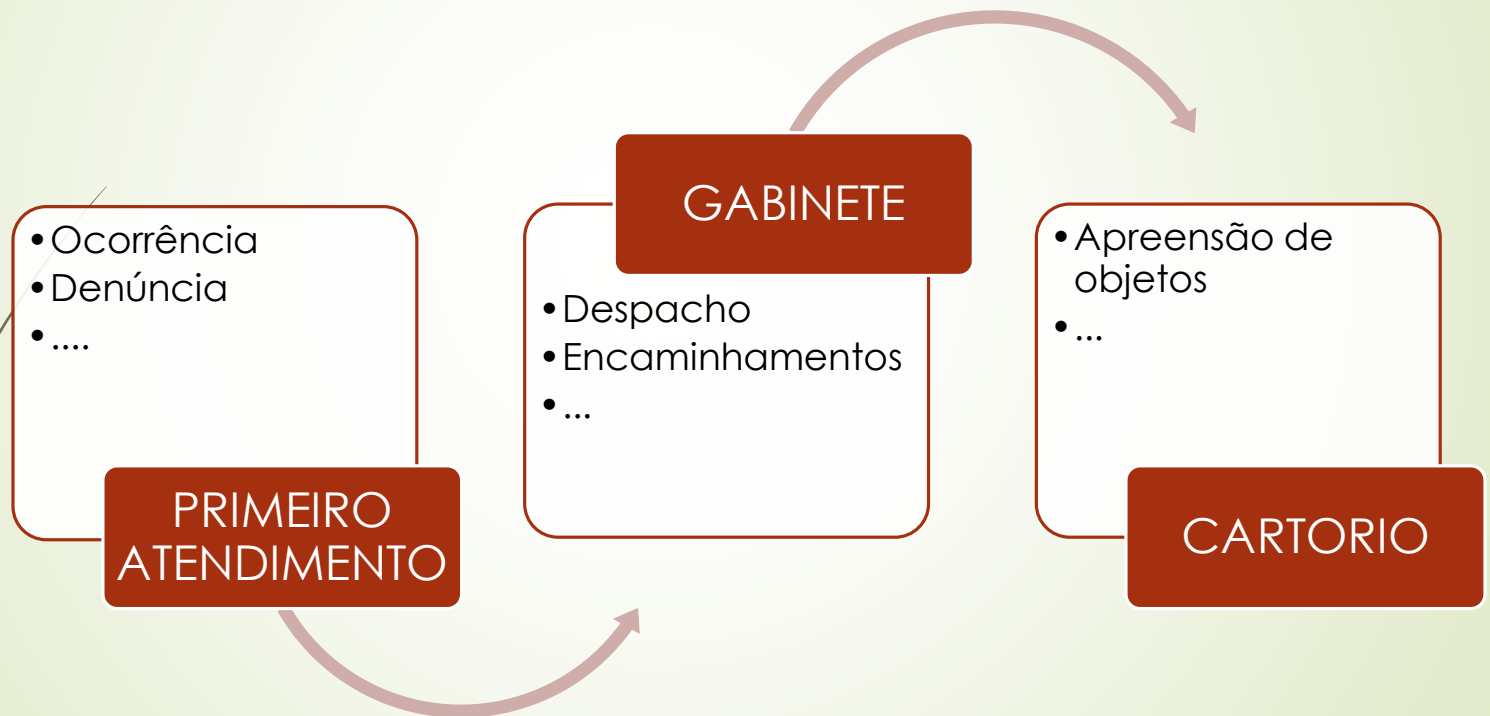 •Ocorrência
•Denúncia
•....
PRIMEIRO
ATENDIMENTO
GABINETE
•Despacho
•Encaminhamentos
•...
•Apreensão de
objetos
•...
CARTORIO